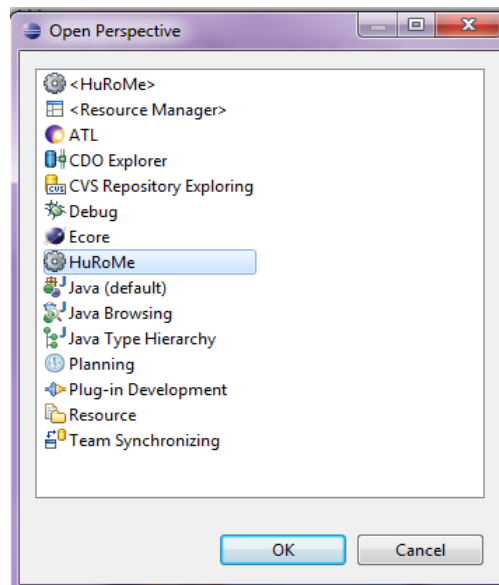 Open Perspective
<HuRoMe>
<Resource Manager>
ATL
CDO Explorer
CVS Repository Exploring
Debug
Ecore
HuRoMe
Java (default)
Java Browsing
Java Type Hierarchy
Planning
Plug-in Development
Resource
Team Synchronizing
OK
Cancel